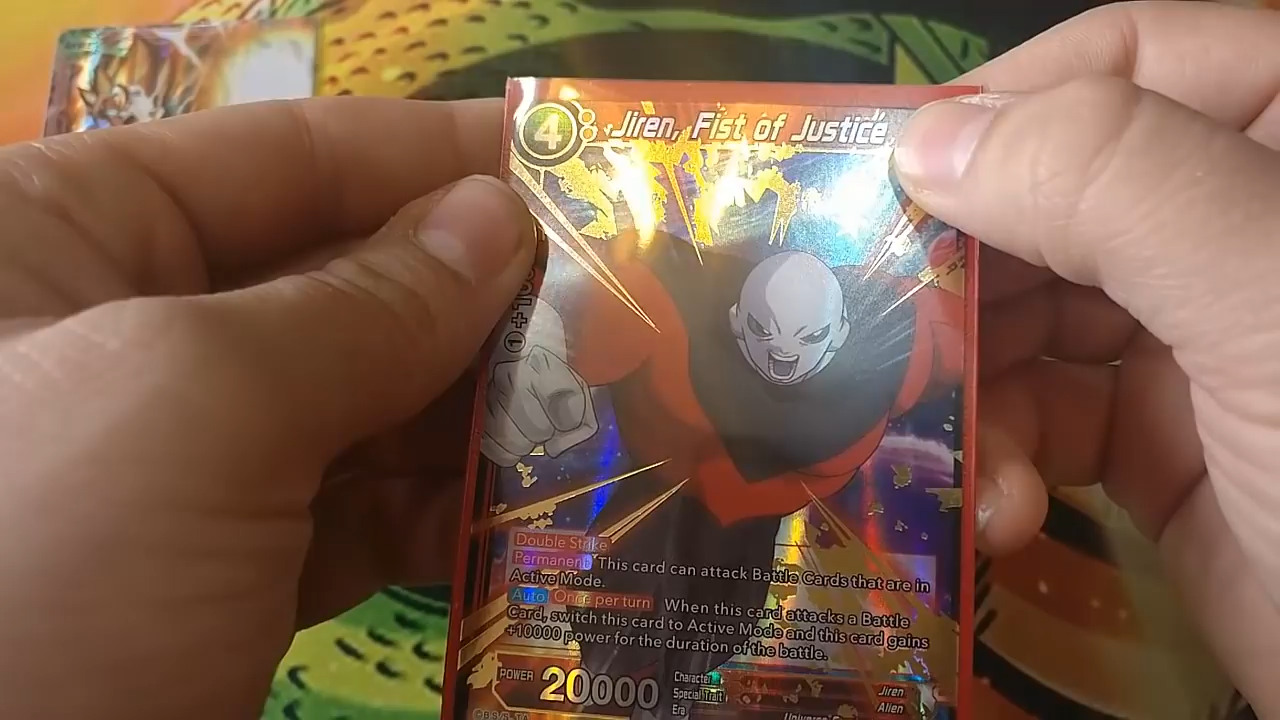 4 Jiren, Fist of Justice
Double Strike
Permanent This card can attack Battle Cards that are in
Active Mode.
Auto Once per turn When this card attacks a Battle
Card, switch this card to Active Mode and this card gains
+10000 power for the duration of the battle.
POWER 20000
Character Jiren
Special Trait Alien
Era